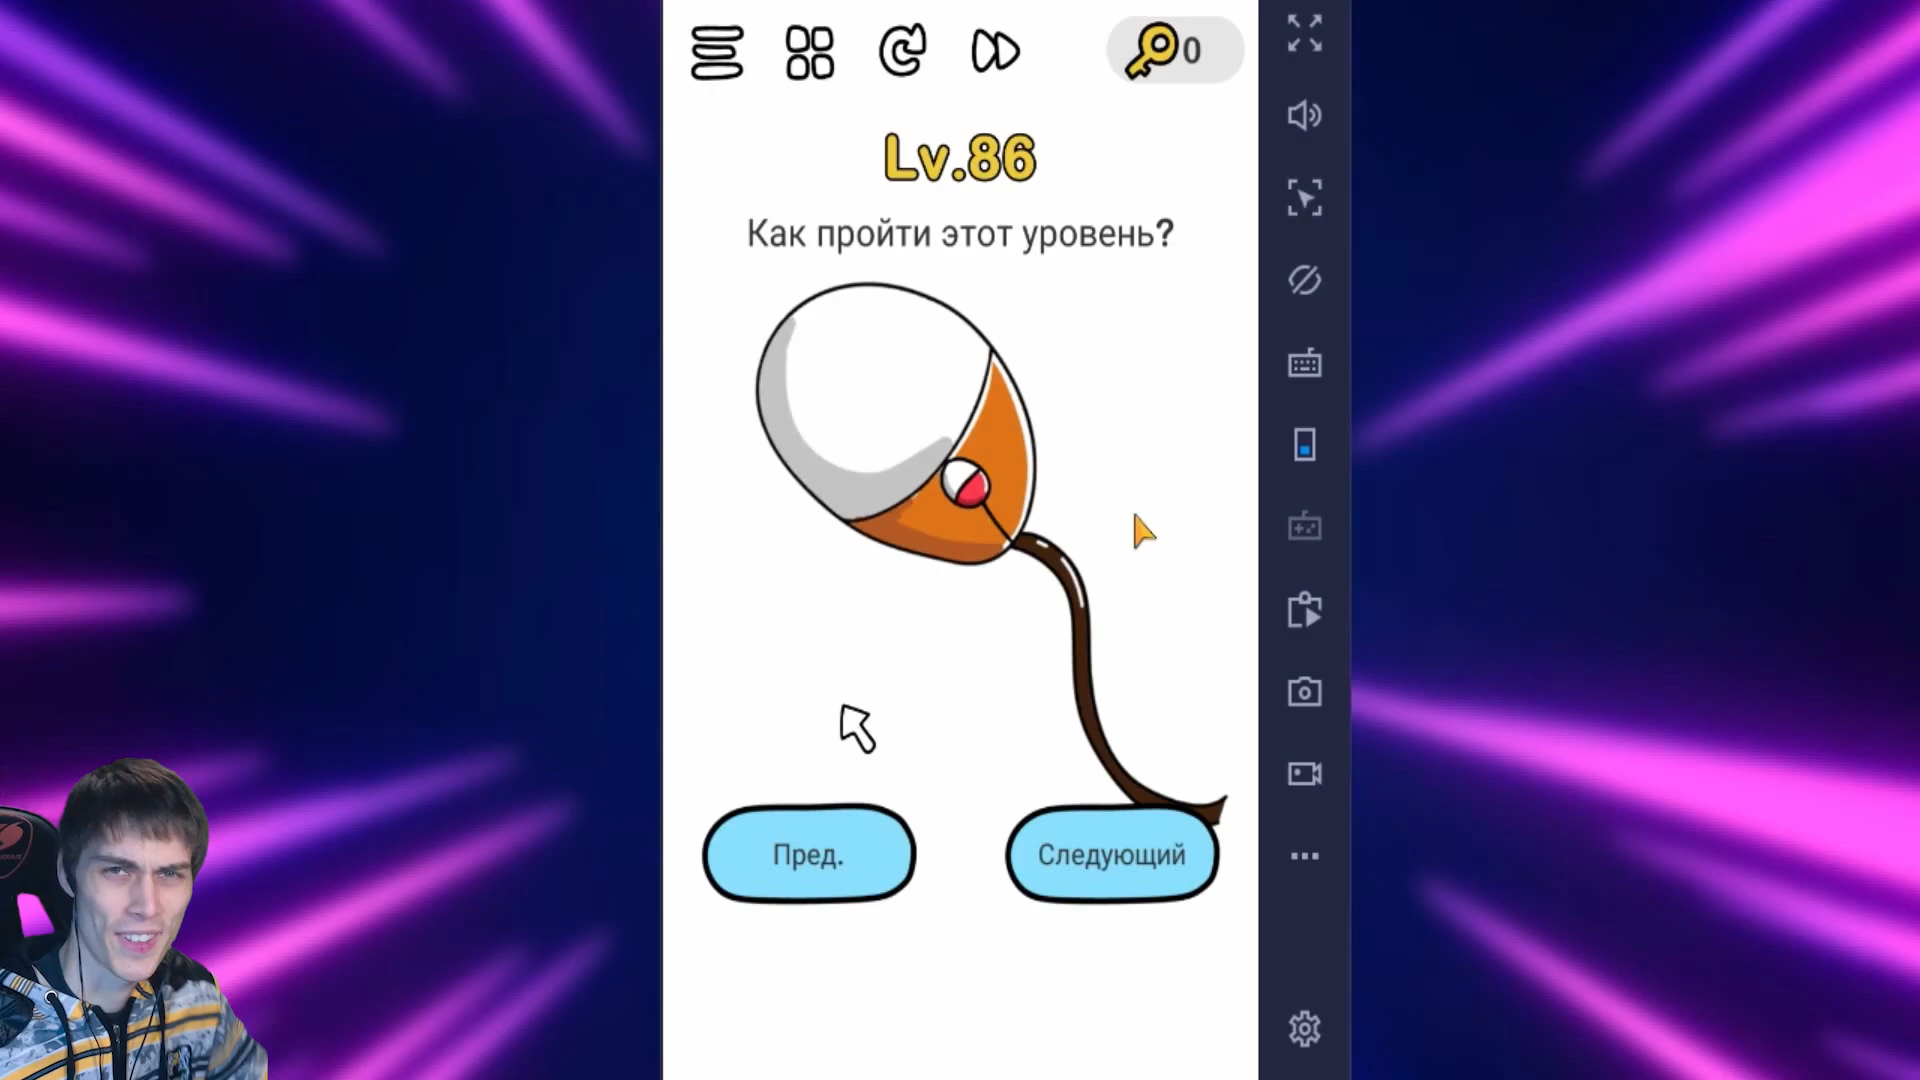 0
Lv.86
Как пройти этот уровень?
Пред.
Следующий